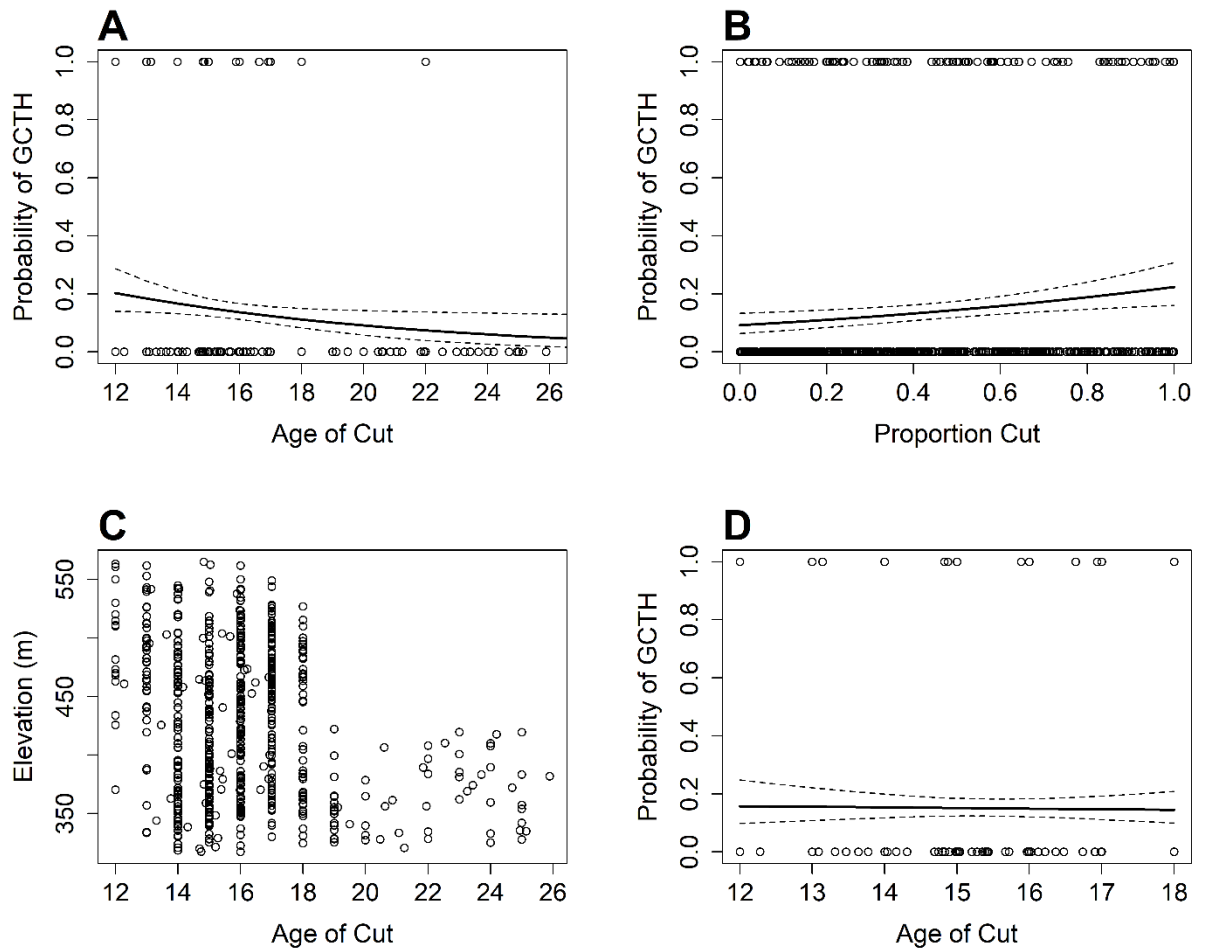 A
Probability of GCTH
1.0
0.8
0.6
0.4
0.2
0.0
12 14 16 18 20 22 24 26
Age of Cut
B
Probability of GCTH
1.0
0.8
0.6
0.4
0.2
0.0
0.0 0.2 0.4 0.6 0.8 1.0
Proportion Cut
C
Elevation (m)
550
450
350
12 14 16 18 20 22 24 26
Age of Cut
D
Probability of GCTH
1.0
0.8
0.6
0.4
0.2
0.0
12 13 14 15 16 17 18
Age of Cut